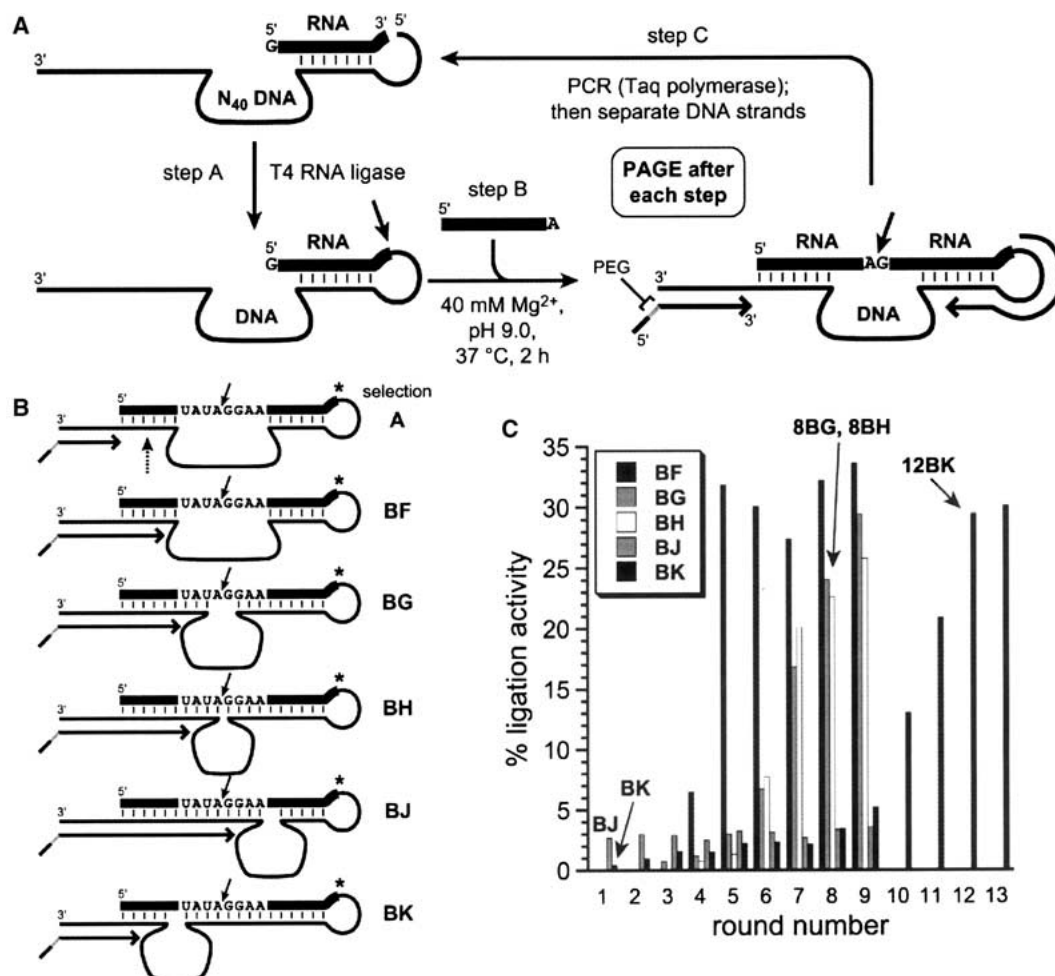 A
5'
RNA
3'
5'
G
3'
N40 DNA
step C
PCR (Taq polymerase);
then separate DNA strands
step A
T4 RNA ligase
step B
5'
A
PAGE after
each step
5'
RNA
G
3'
DNA
40 mM Mg2+,
pH 9.0,
37 °C, 2 h
5'
RNA
AG
RNA
PEG
3'
3'
5'
DNA
B
selection
5'
UAUAGGAA
*
A
3'
5'
UAUAGGAA
*
BF
3'
5'
UAUAGGAA
*
BG
3'
5'
UAUAGGAA
*
BH
3'
5'
UAUAGGAA
*
BJ
3'
5'
UAUAGGAA
*
BK
3'
C
8BG, 8BH
12BK
BF
BG
BH
BJ
BK
% ligation activity
35
30
25
20
15
10
5
0
BJ
BK
1 2 3 4 5 6 7 8 9 10 11 12 13
round number